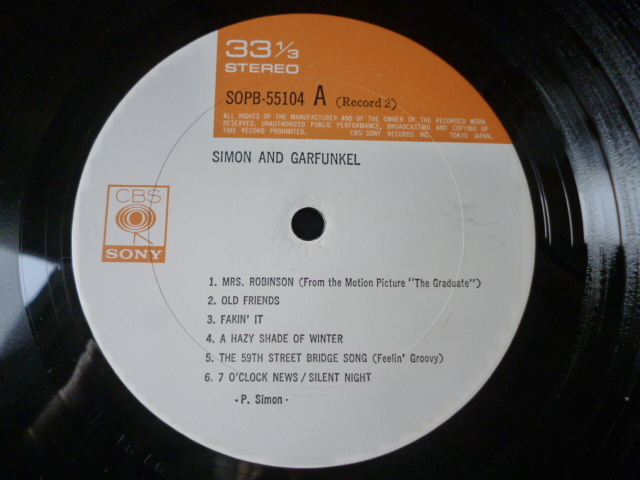 33 1/3
STEREO
SOPB-55104 A (Record 2)
ALL RIGHTS OF THE MANUFACTURER AND OF THE OWNER OF THE RECORDED WORK
RESERVED. UNAUTHORIZED PUBLIC PERFORMANCE, BROADCASTING AND COPYING OF
THIS RECORD PROHIBITED. CBS/SONY RECORDS INC. TOKYO JAPAN.
SIMON AND GARFUNKEL
CBS
SONY
1. MRS. ROBINSON (From the Motion Picture "The Graduate")
2. OLD FRIENDS
3. FAKIN' IT
4. A HAZY SHADE OF WINTER
5. THE 59TH STREET BRIDGE SONG (Feelin' Groovy)
6. 7 O'CLOCK NEWS/SILENT NIGHT
- P. Simon -